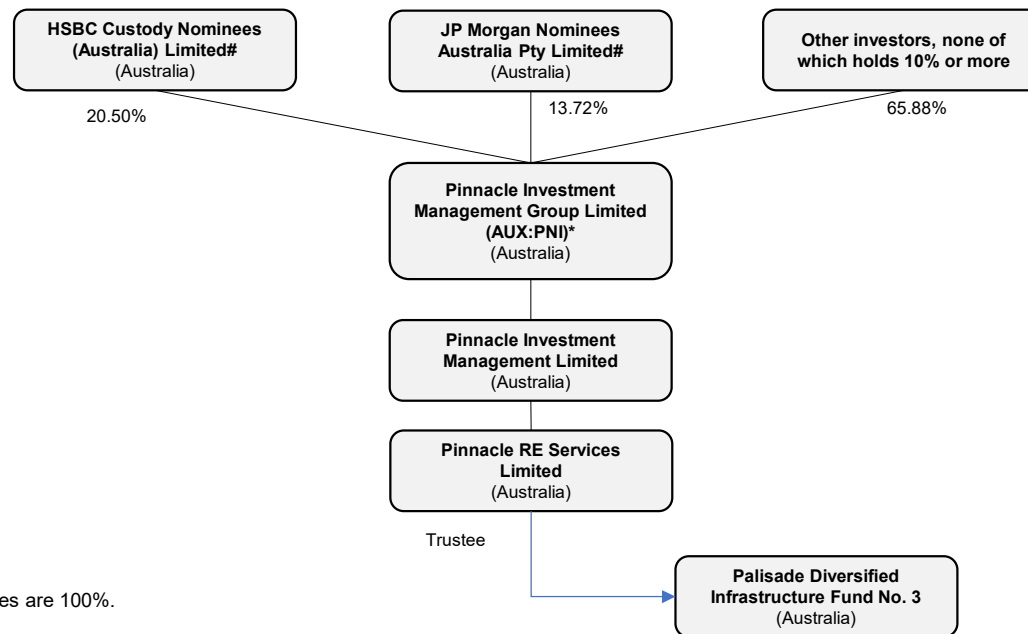 HSBC Custody Nominees
(Australia) Limited#
(Australia)
JP Morgan Nominees
Australia Pty Limited#
(Australia)
Other investors, none of
which holds 10% or more
20.50%
13.72%
65.88%
Pinnacle Investment
Management Group Limited
(AUX:PNI)*
(Australia)
Pinnacle Investment
Management Limited
(Australia)
Pinnacle RE Services
Limited
(Australia)
Trustee
Palisade Diversified
Infrastructure Fund No. 3
(Australia)
es are 100%.